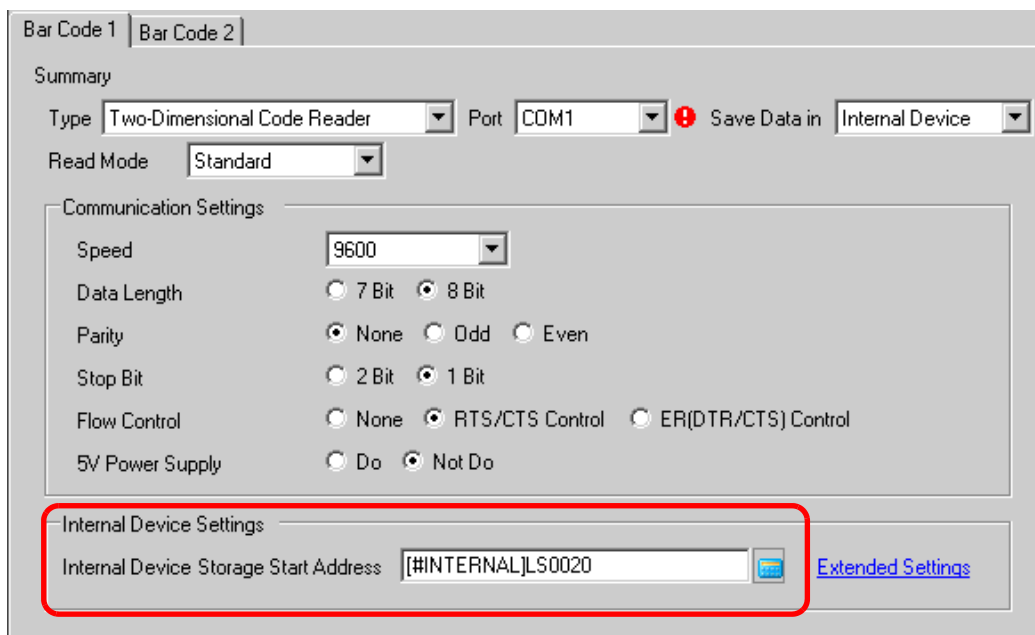 Bar Code 1 Bar Code 2
Summary
Type Two-Dimensional Code Reader Port COM1 Save Data in Internal Device
Read Mode Standard
Communication Settings
Speed 9600
Data Length 7 Bit 8 Bit
Parity None Odd Even
Stop Bit 2 Bit 1 Bit
Flow Control None RTS/CTS Control ER(DTR/CTS) Control
5V Power Supply Do Not Do
Internal Device Settings
Internal Device Storage Start Address [#INTERNAL]LS0020 Extended Settings